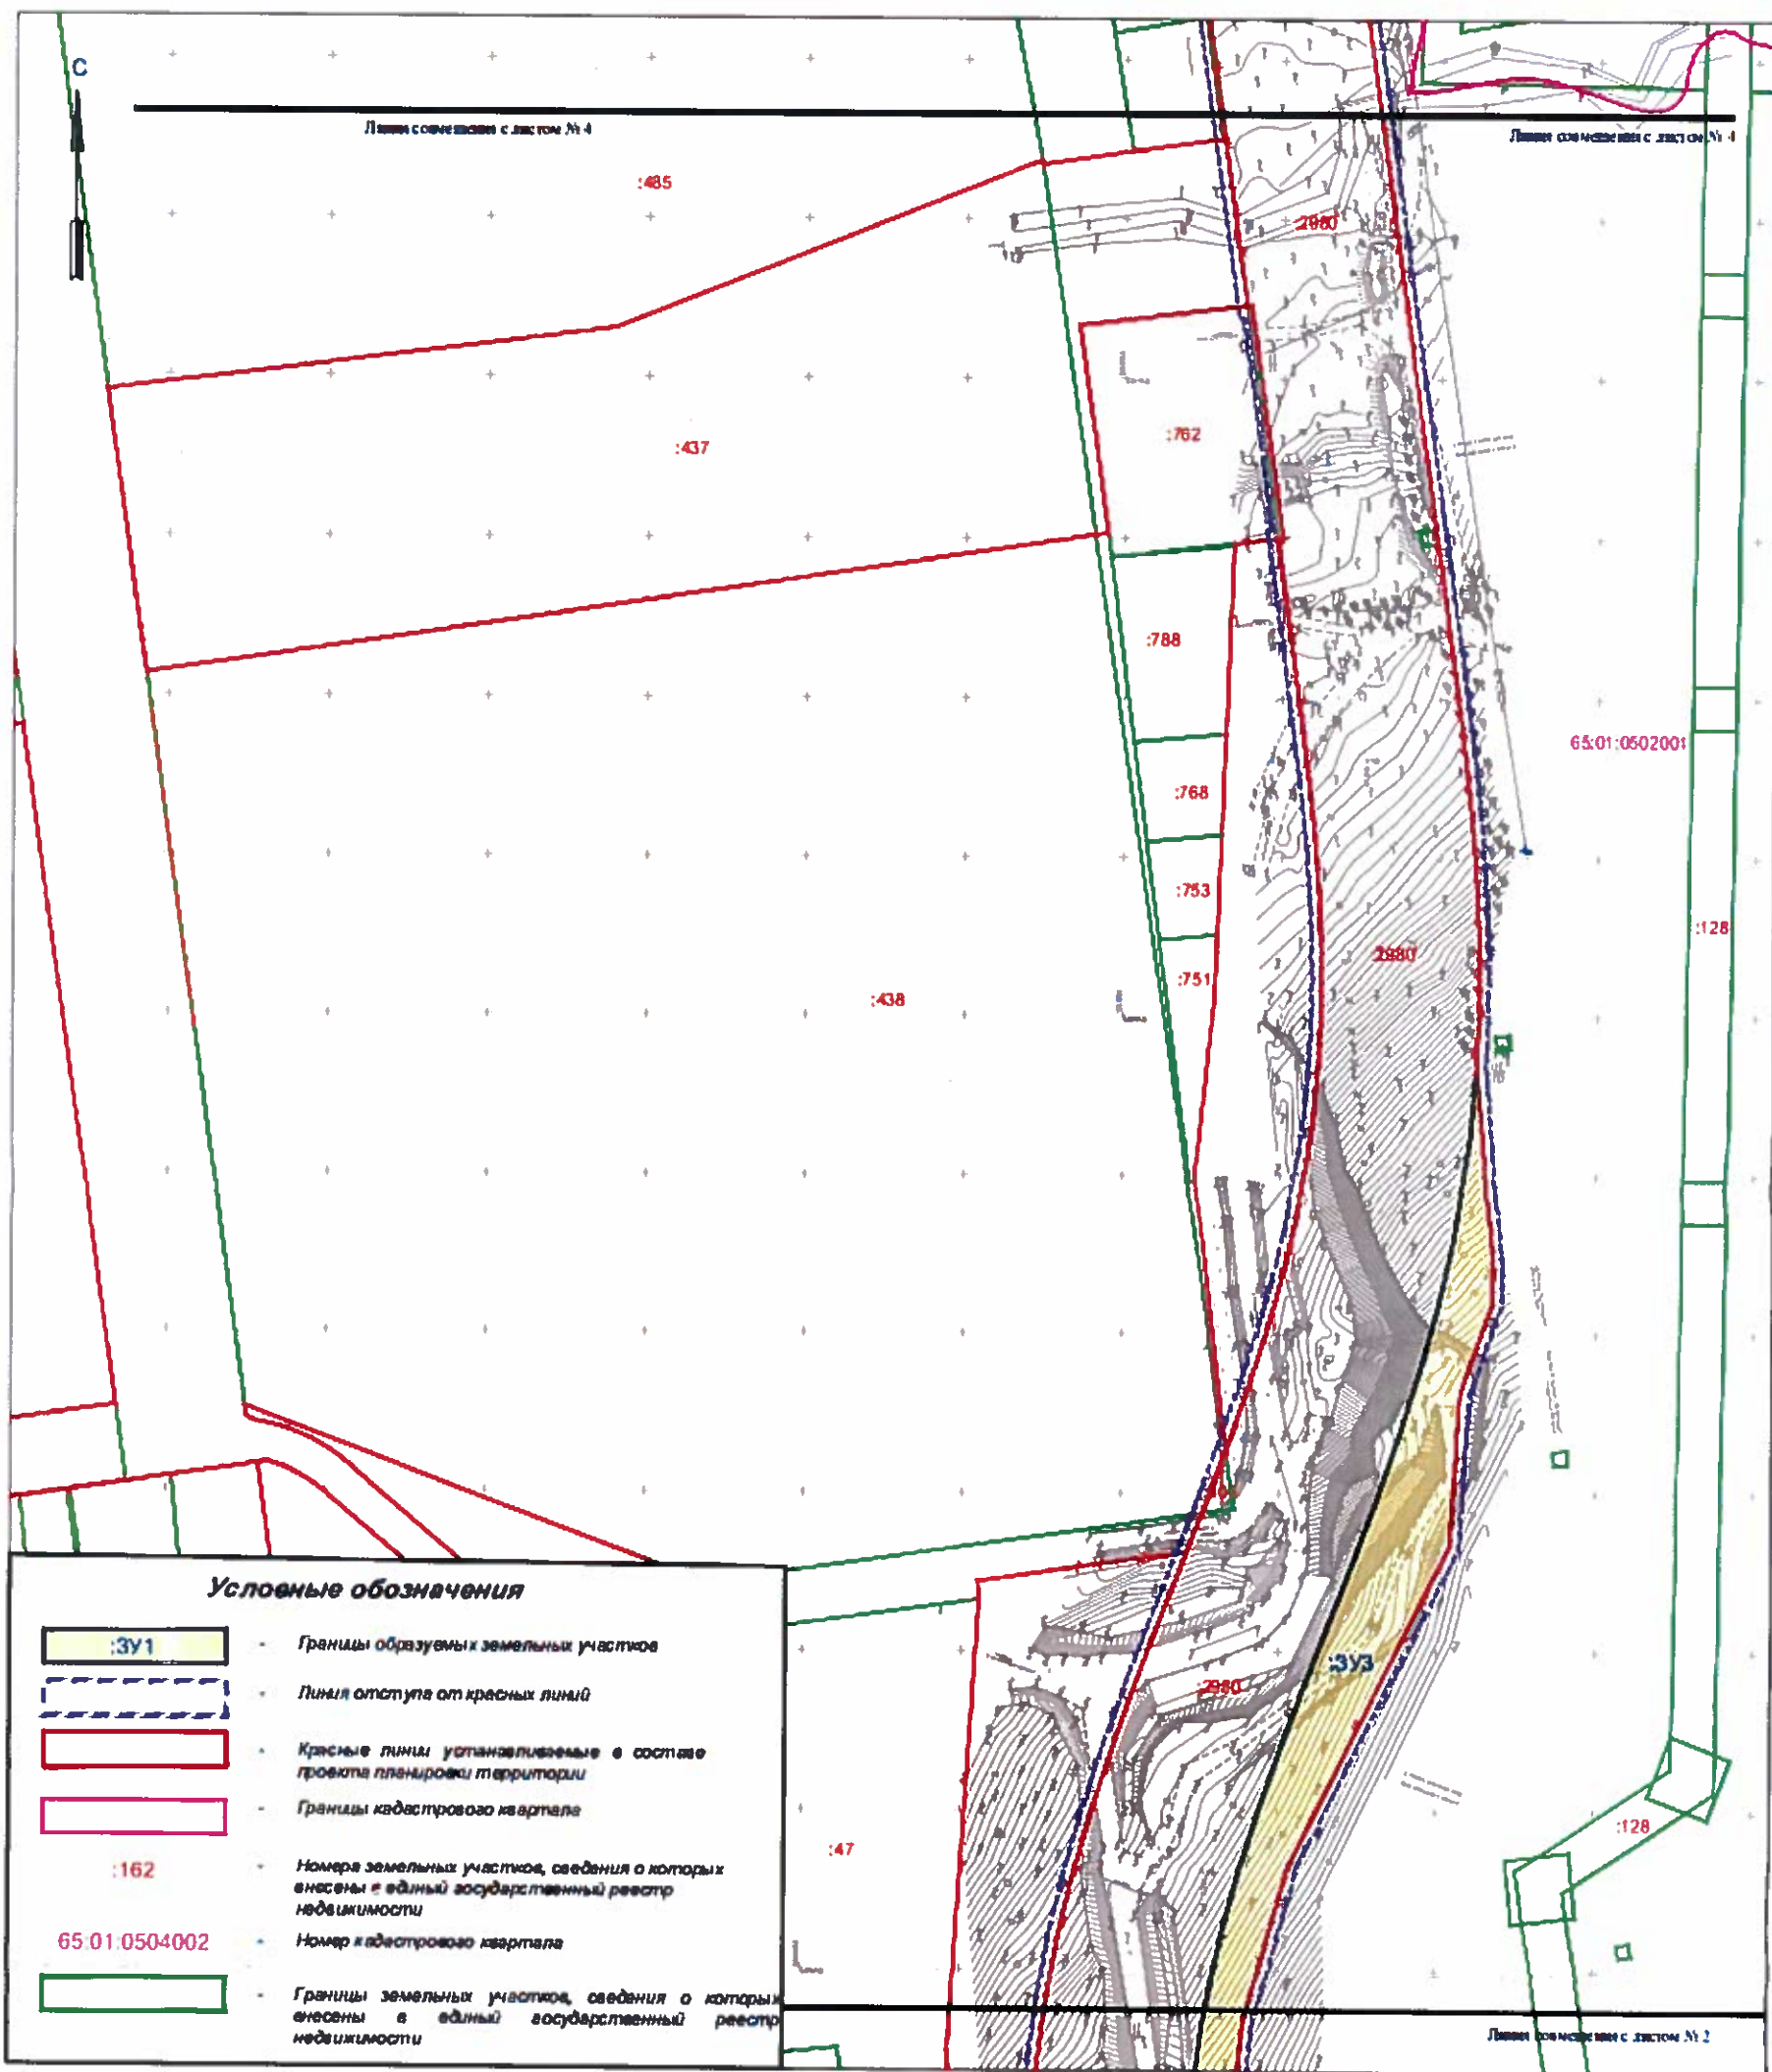 С
Линия совмещения с листом № 4
Линия совмещения с листом № 4
:485
:2980
:437
:762
:788
65:01:0502001
:768
:753
:128
:2980
:751
:438
Условные обозначения
:ЗУ1 - Границы образуемых земельных участков
- Линия отступа от красных линий
- Красные линии устанавливаемые в составе
проекта планировки территории
- Границы кадастрового квартала
:162 - Номера земельных участков, сведения о которых
внесены в единый государственный реестр
недвижимости
65:01:0504002 - Номер кадастрового квартала
- Границы земельных участков, сведения о которых
внесены в единый государственный реестр
недвижимости
:ЗУ3
:2980
:47
:128
Линия совмещения с листом № 2